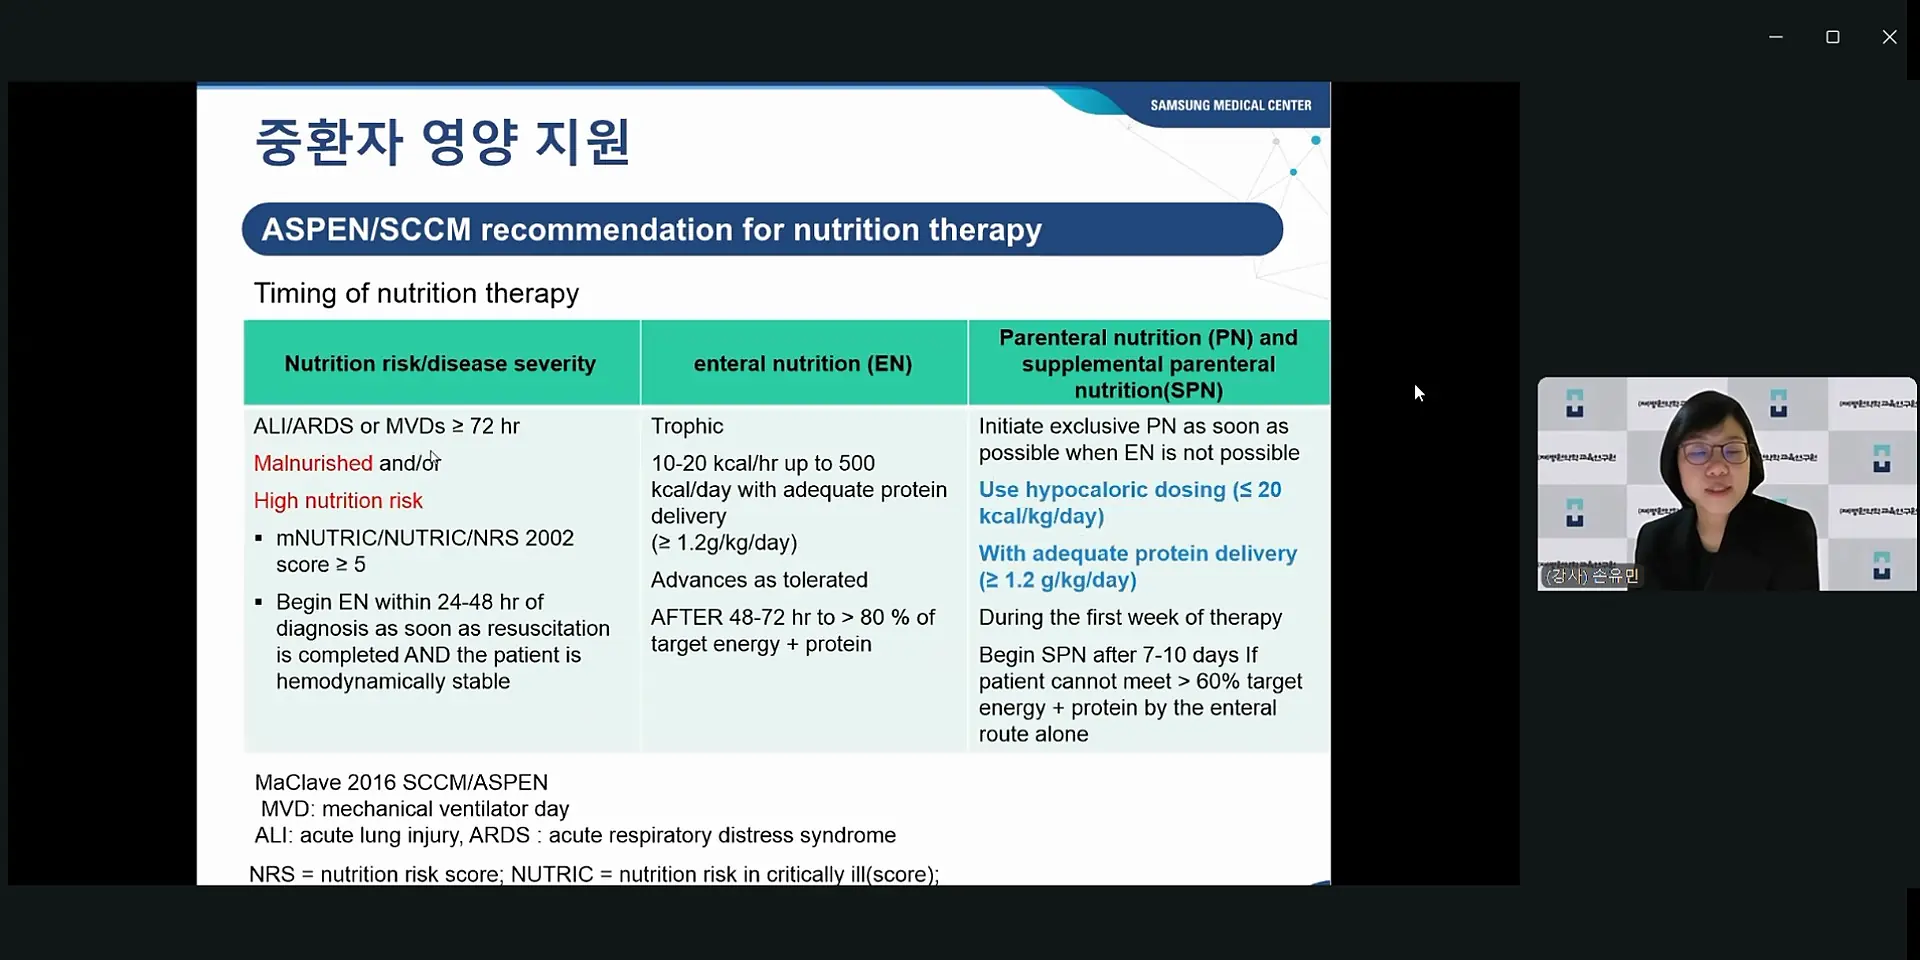 SAMSUNG MEDICAL CENTER
중환자 영양 지원
ASPEN/SCCM recommendation for nutrition therapy
Timing of nutrition therapy
Nutrition risk/disease severity
enteral nutrition (EN)
Parenteral nutrition (PN) and
supplemental parenteral
nutrition(SPN)
ALI/ARDS or MVDs ≥ 72 hr
Malnurished and/or
High nutrition risk
▪ mNUTRIC/NUTRIC/NRS 2002
score ≥ 5
▪ Begin EN within 24-48 hr of
diagnosis as soon as resuscitation
is completed AND the patient is
hemodynamically stable
Trophic
10-20 kcal/hr up to 500
kcal/day with adequate protein
delivery
(≥ 1.2g/kg/day)
Advances as tolerated
AFTER 48-72 hr to > 80 % of
target energy + protein
Initiate exclusive PN as soon as
possible when EN is not possible
Use hypocaloric dosing (≤ 20
kcal/kg/day)
With adequate protein delivery
(≥ 1.2 g/kg/day)
During the first week of therapy
Begin SPN after 7-10 days If
patient cannot meet > 60% target
energy + protein by the enteral
route alone
MaClave 2016 SCCM/ASPEN
MVD: mechanical ventilator day
ALI: acute lung injury, ARDS : acute respiratory distress syndrome
NRS = nutrition risk score; NUTRIC = nutrition risk in critically ill(score);
(강사) 손유민